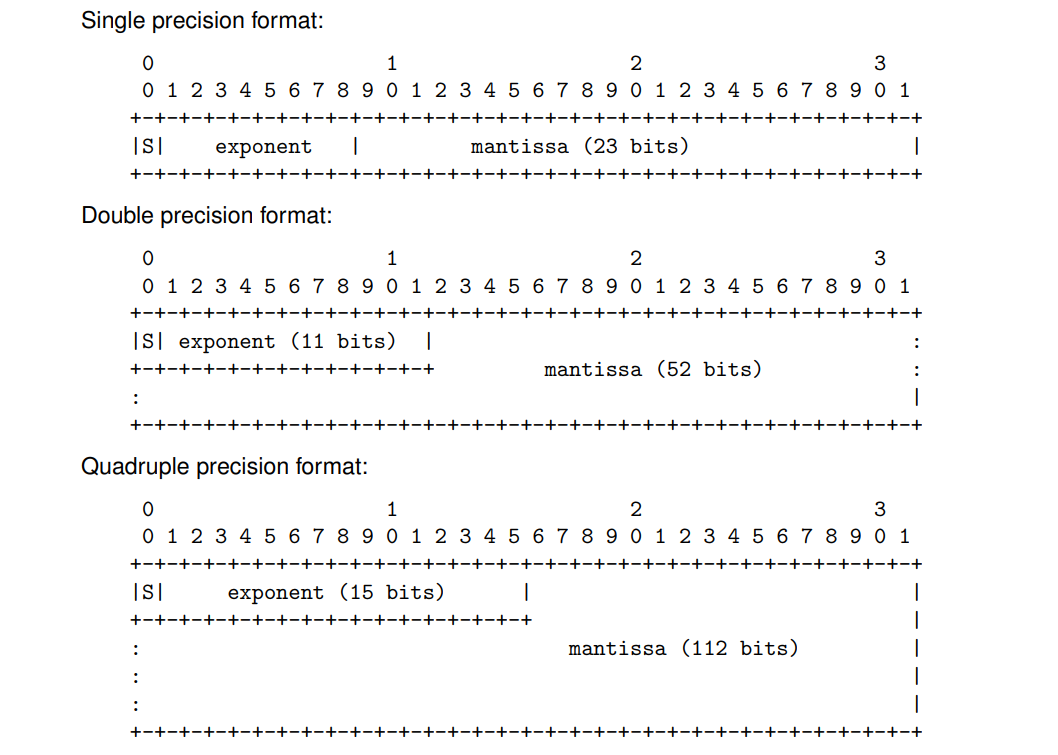 Single precision format:
0                   1                   2                   3
0 1 2 3 4 5 6 7 8 9 0 1 2 3 4 5 6 7 8 9 0 1 2 3 4 5 6 7 8 9 0 1
+-+-+-+-+-+-+-+-+-+-+-+-+-+-+-+-+-+-+-+-+-+-+-+-+-+-+-+-+-+-+-+-+
|S|    exponent   |         mantissa (23 bits)                  |
+-+-+-+-+-+-+-+-+-+-+-+-+-+-+-+-+-+-+-+-+-+-+-+-+-+-+-+-+-+-+-+-+
Double precision format:
0                   1                   2                   3
0 1 2 3 4 5 6 7 8 9 0 1 2 3 4 5 6 7 8 9 0 1 2 3 4 5 6 7 8 9 0 1
+-+-+-+-+-+-+-+-+-+-+-+-+-+-+-+-+-+-+-+-+-+-+-+-+-+-+-+-+-+-+-+-+
|S| exponent (11 bits)  |                                       :
+-+-+-+-+-+-+-+-+-+-+-+-+         mantissa (52 bits)            :
:                                                               |
+-+-+-+-+-+-+-+-+-+-+-+-+-+-+-+-+-+-+-+-+-+-+-+-+-+-+-+-+-+-+-+-+
Quadruple precision format:
0                   1                   2                   3
0 1 2 3 4 5 6 7 8 9 0 1 2 3 4 5 6 7 8 9 0 1 2 3 4 5 6 7 8 9 0 1
+-+-+-+-+-+-+-+-+-+-+-+-+-+-+-+-+-+-+-+-+-+-+-+-+-+-+-+-+-+-+-+-+
|S|     exponent (15 bits)      |                               |
+-+-+-+-+-+-+-+-+-+-+-+-+-+-+-+-+                               |
:                                   mantissa (112 bits)         |
:                                                               |
:                                                               |
+-+-+-+-+-+-+-+-+-+-+-+-+-+-+-+-+-+-+-+-+-+-+-+-+-+-+-+-+-+-+-+-+